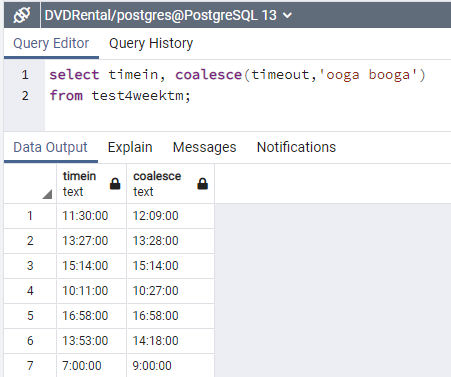 DVDRental/postgres@PostgreSQL 13
Query Editor Query History
1 select timein, coalesce(timeout,'ooga booga')
2 from test4weektm;
Data Output Explain Messages Notifications
timein coalesce
text text
1 11:30:00 12:09:00
2 13:27:00 13:28:00
3 15:14:00 15:14:00
4 10:11:00 10:27:00
5 16:58:00 16:58:00
6 13:53:00 14:18:00
7 7:00:00 9:00:00